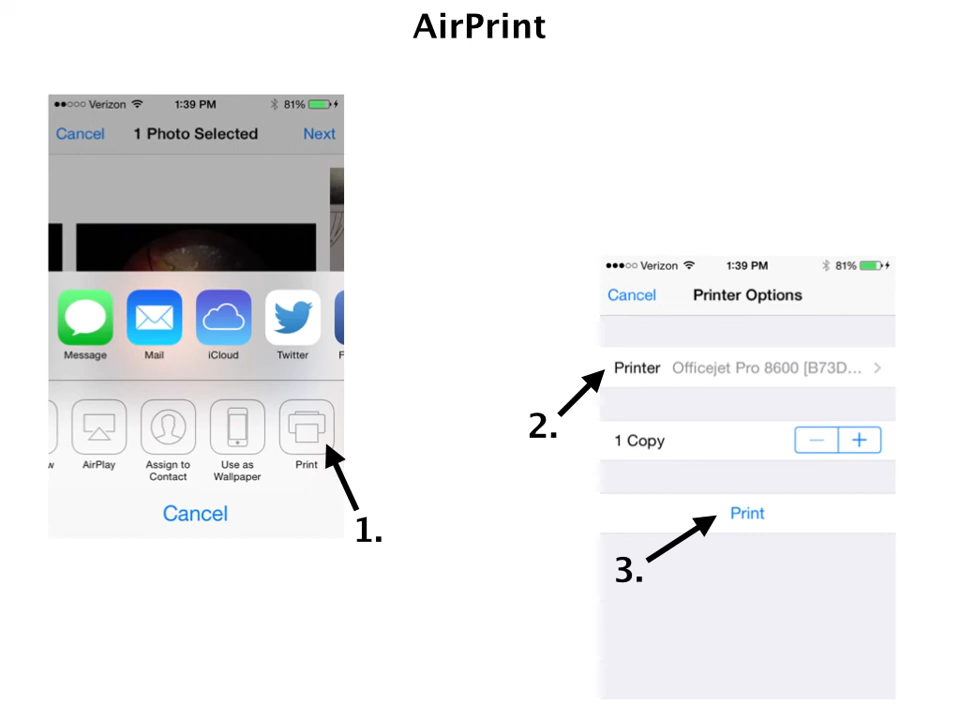 AirPrint
Verizon 1:39 PM 81%
Cancel 1 Photo Selected Next
Message Mail iCloud Twitter F
w AirPlay Assign to Contact Use as Wallpaper Print
Cancel
1.
Verizon 1:39 PM 81%
Cancel Printer Options
Printer Officejet Pro 8600 [B73D...
2.
1 Copy − +
Print
3.